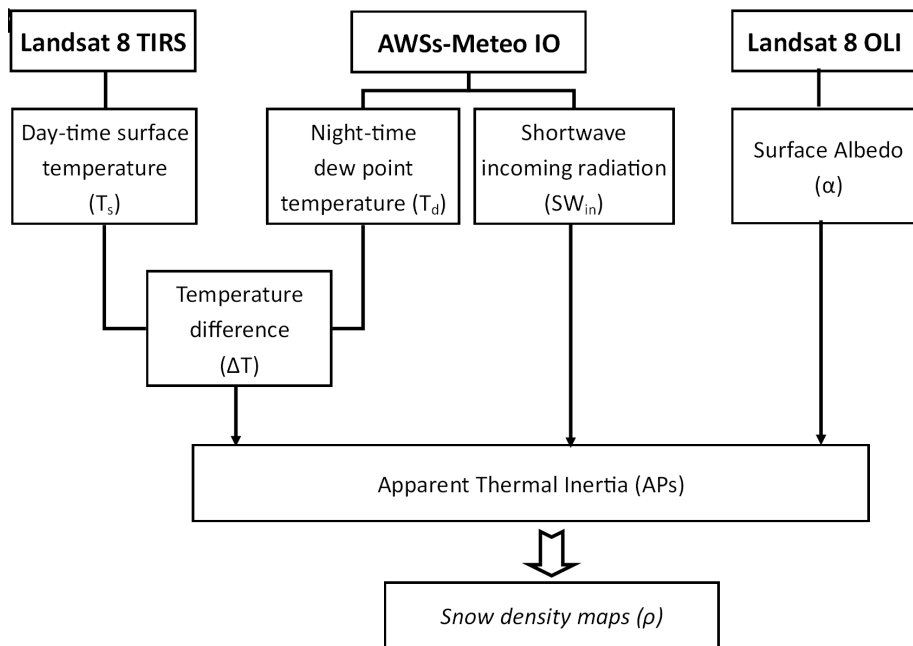 Landsat 8 TIRS
AWSs-Meteo IO
Landsat 8 OLI
Day-time surface
temperature
(Ts)
Night-time
dew point
temperature (Td)
Shortwave
incoming radiation
(SWin)
Surface Albedo
(α)
Temperature
difference
(ΔT)
Apparent Thermal Inertia (APs)
Snow density maps (ρ)